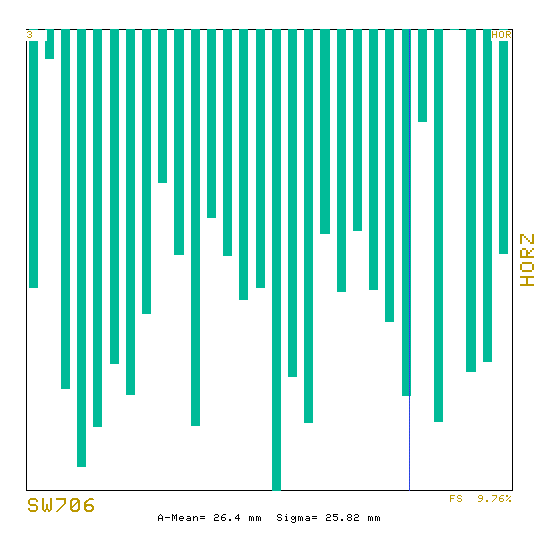 3 HOR
HORZ
FS 9.76%
SW706
A-Mean= 26.4 mm Sigma= 25.82 mm